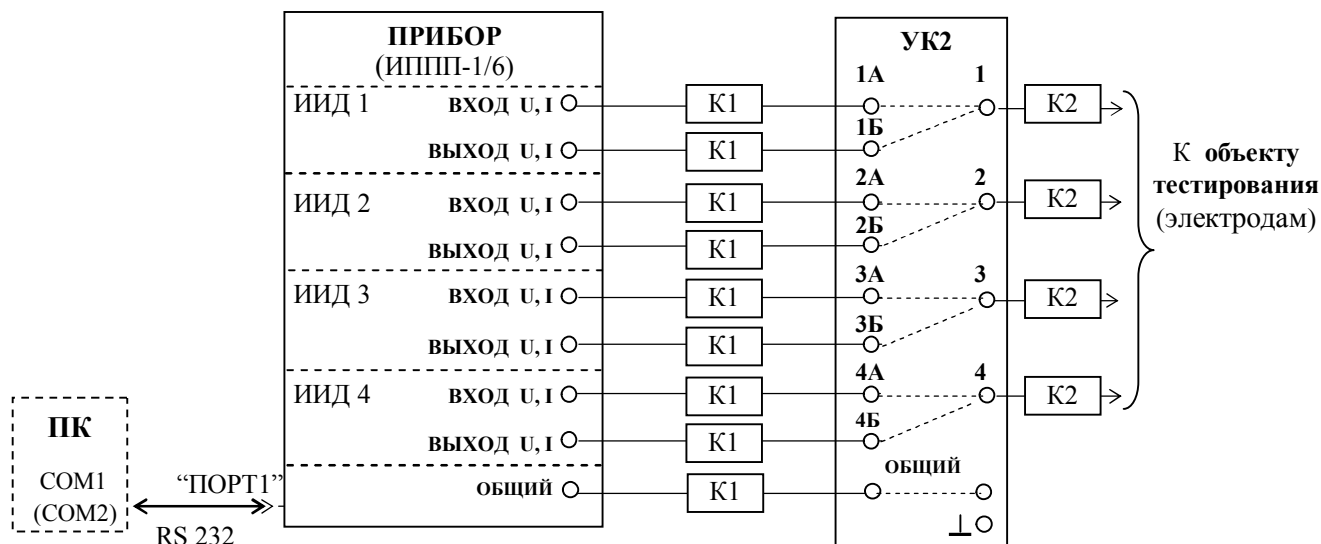 ПРИБОР
(ИППП-1/6)
УК2
ИИД 1
ВХОД U, I
К1
1А
1
К2
ВЫХОД U, I
К1
1Б
ИИД 2
ВХОД U, I
К1
2А
2
К2
ВЫХОД U, I
К1
2Б
ИИД 3
ВХОД U, I
К1
3А
3
К2
ВЫХОД U, I
К1
3Б
ИИД 4
ВХОД U, I
К1
4А
4
К2
ВЫХОД U, I
К1
4Б
ОБЩИЙ
К1
ОБЩИЙ
К объекту
тестирования
(электродам)
ПК
COM1
(COM2)
“ПОРТ1”
RS 232